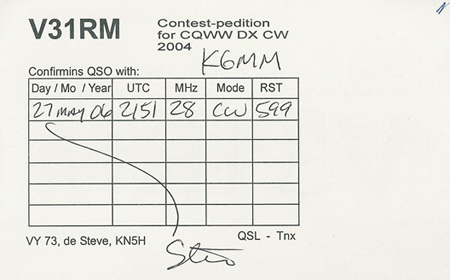 V31RM
Contest-pedition
for CQWW DX CW
2004
K6MM
Confirmins QSO with:
Day / Mo / Year UTC MHz Mode RST
27 MAY 06 2151 28 CW 599
VY 73, de Steve, KN5H
QSL - Tnx
Steve